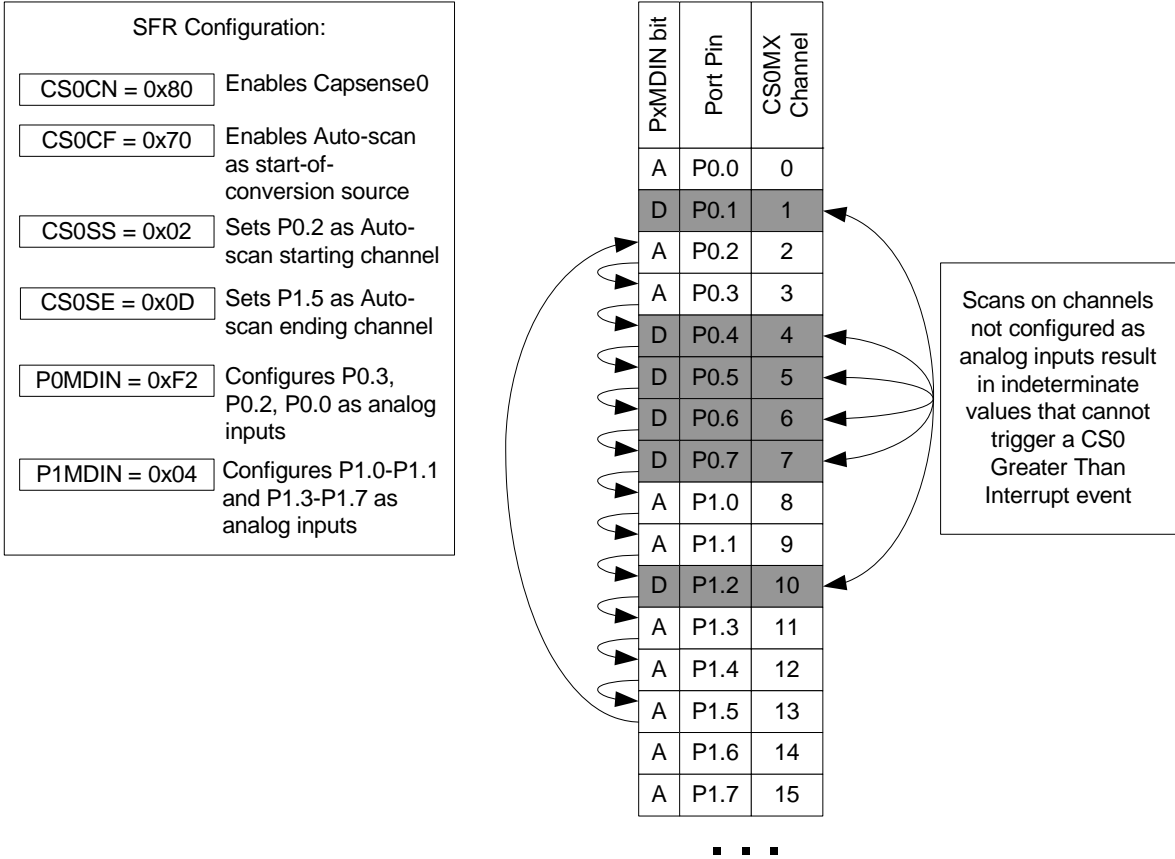 SFR Configuration:
CS0CN = 0x80
Enables Capsense0
CS0CF = 0x70
Enables Auto-scan
as start-of-
conversion source
CS0SS = 0x02
Sets P0.2 as Auto-
scan starting channel
CS0SE = 0x0D
Sets P1.5 as Auto-
scan ending channel
P0MDIN = 0xF2
Configures P0.3,
P0.2, P0.0 as analog
inputs
P1MDIN = 0x04
Configures P1.0-P1.1
and P1.3-P1.7 as
analog inputs
PxMDIN bit
Port Pin
CS0MX
Channel
A P0.0 0
D P0.1 1
A P0.2 2
A P0.3 3
D P0.4 4
D P0.5 5
D P0.6 6
D P0.7 7
A P1.0 8
A P1.1 9
D P1.2 10
A P1.3 11
A P1.4 12
A P1.5 13
A P1.6 14
A P1.7 15
Scans on channels
not configured as
analog inputs result
in indeterminate
values that cannot
trigger a CS0
Greater Than
Interrupt event